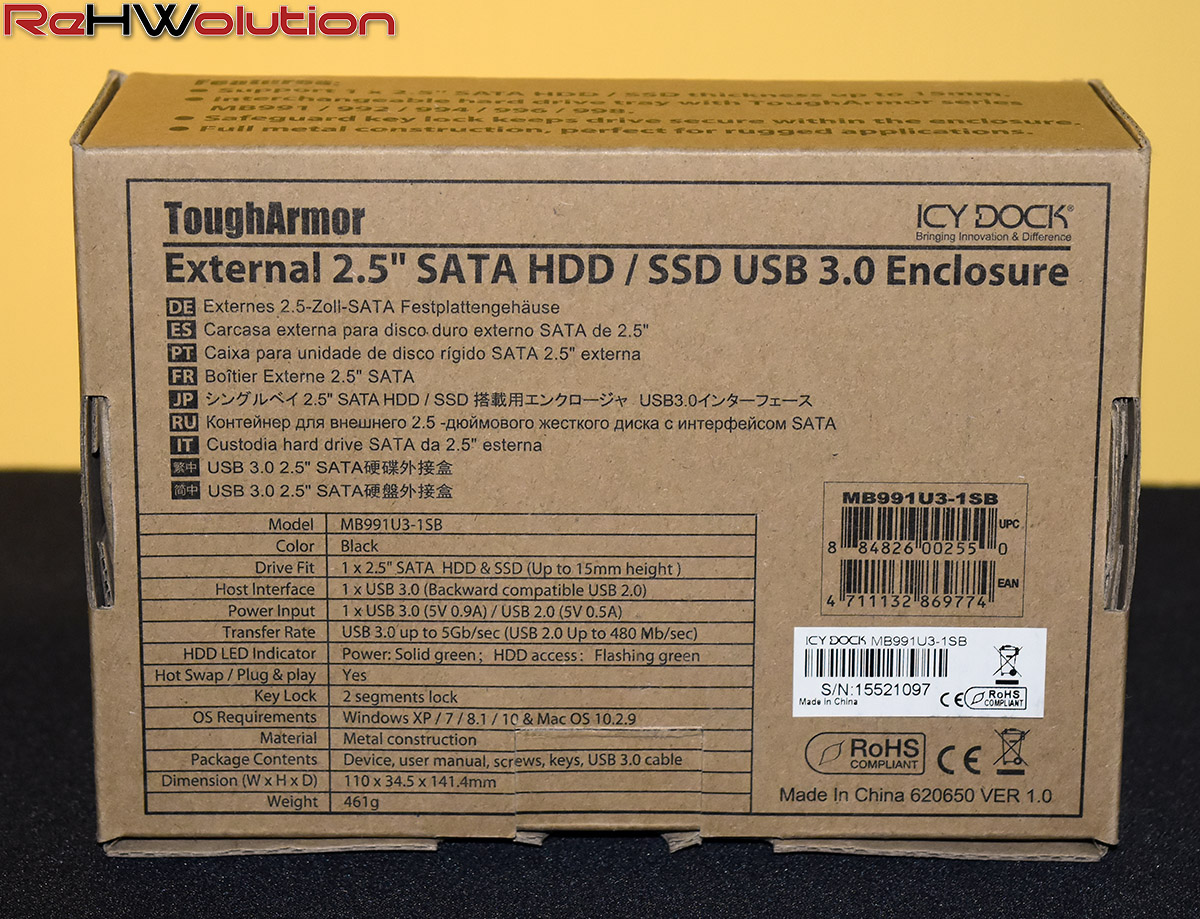 ReHWolution
Features:
• Support 1 x 2.5" SATA HDD / SSD thickness up to 15mm.
• Interchangeable hard drive tray with ToughArmor series
MB991 / 992 / 994 / 996 / 998.
• Safeguard key lock keeps drive secure within the enclosure.
• Full metal construction, perfect for rugged applications.
ToughArmor
ICY DOCK®
Bringing Innovation & Difference
External 2.5" SATA HDD / SSD USB 3.0 Enclosure
DE Externes 2.5-Zoll-SATA Festplattengehäuse
ES Carcasa externa para disco duro externo SATA de 2.5"
PT Caixa para unidade de disco rígido SATA 2.5" externa
FR Boîtier Externe 2.5" SATA
JP シングルベイ 2.5" SATA HDD / SSD 搭載用エンクロージャ USB3.0インターフェース
RU Контейнер для внешнего 2.5 -дюймового жесткого диска с интерфейсом SATA
IT Custodia hard drive SATA da 2.5" esterna
繁中 USB 3.0 2.5" SATA硬碟外接盒
简中 USB 3.0 2.5" SATA硬盤外接盒
Model MB991U3-1SB
Color Black
Drive Fit 1 x 2.5" SATA HDD & SSD (Up to 15mm height )
Host Interface 1 x USB 3.0 (Backward compatible USB 2.0)
Power Input 1 x USB 3.0 (5V 0.9A) / USB 2.0 (5V 0.5A)
Transfer Rate USB 3.0 up to 5Gb/sec (USB 2.0 Up to 480 Mb/sec)
HDD LED Indicator Power: Solid green; HDD access: Flashing green
Hot Swap / Plug & play Yes
Key Lock 2 segments lock
OS Requirements Windows XP / 7 / 8.1 / 10 & Mac OS 10.2.9
Material Metal construction
Package Contents Device, user manual, screws, keys, USB 3.0 cable
Dimension (W x H x D) 110 x 34.5 x 141.4mm
Weight 461g
MB991U3-1SB
UPC
8 84826 00255 0
EAN
4 711132 869774
ICY DOCK MB991U3-1SB
S/N:15521097
Made In China
CE RoHS
COMPLIANT
RoHS
COMPLIANT
CE
Made In China 620650 VER 1.0